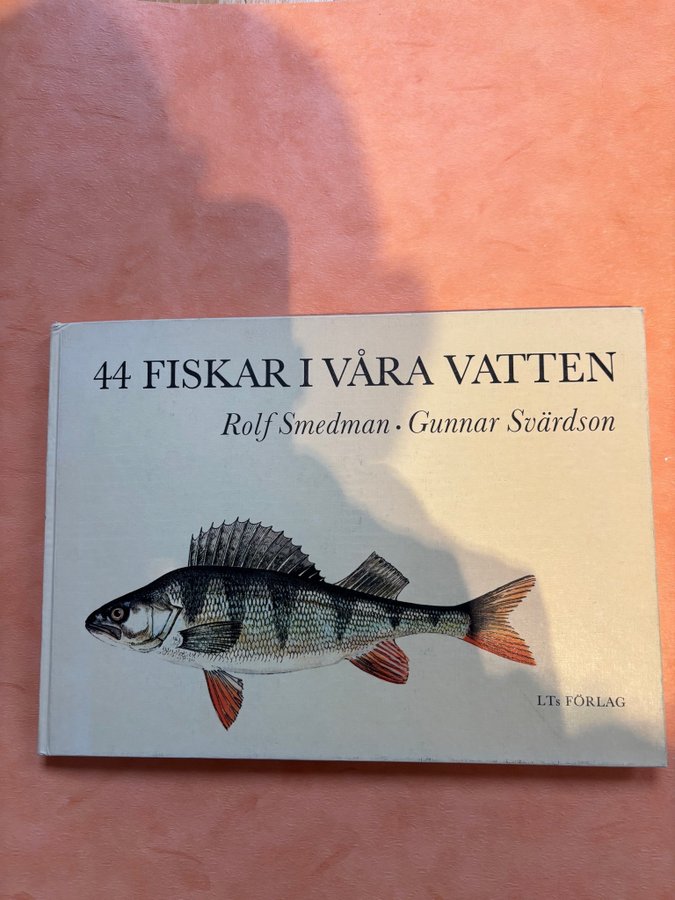 44 FISKAR I VÅRA VATTEN
Rolf Smedman · Gunnar Svärdson
LTs FÖRLAG